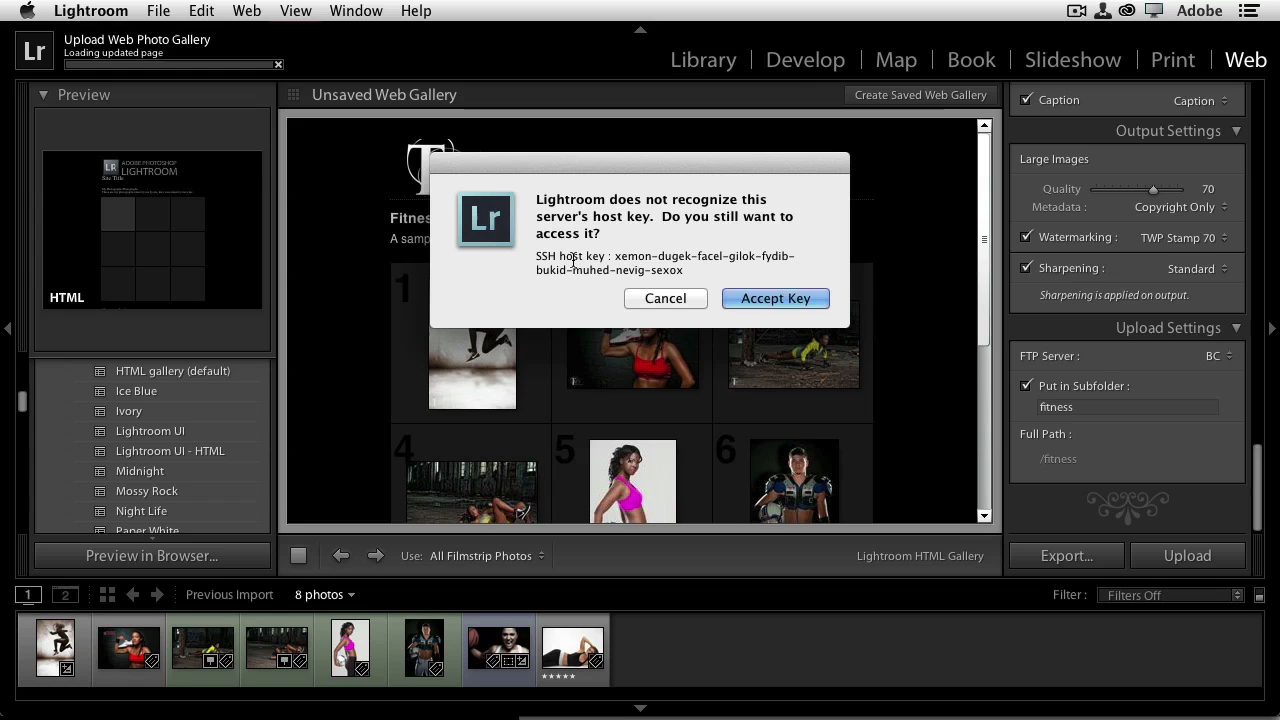 Lightroom File Edit Web View Window Help Adobe
Lr
Upload Web Photo Gallery
Loading updated page
Library Develop Map Book Slideshow Print Web
Preview
Unsaved Web Gallery
Create Saved Web Gallery
LR ADOBE PHOTOSHOP
LIGHTROOM
Site Title
HTML
HTML gallery (default)
Ice Blue
Ivory
Lightroom UI
Lightroom UI - HTML
Midnight
Mossy Rock
Night Life
Paper White
Preview in Browser...
T
Fitnes
A samp
1
4 5 6
Lr
Lightroom does not recognize this
server's host key. Do you still want to
access it?
SSH host key : xemon-dugek-facel-gilok-fydib-
bukid-muhed-nevig-sexox
Cancel Accept Key
Use: All Filmstrip Photos
Lightroom HTML Gallery
Caption Caption
Output Settings
Large Images
Quality 70
Metadata : Copyright Only
Watermarking : TWP Stamp 70
Sharpening : Standard
Sharpening is applied on output.
Upload Settings
FTP Server : BC
Put in Subfolder :
fitness
Full Path :
/fitness
Export... Upload
1 2 Previous Import 8 photos
Filter : Filters Off